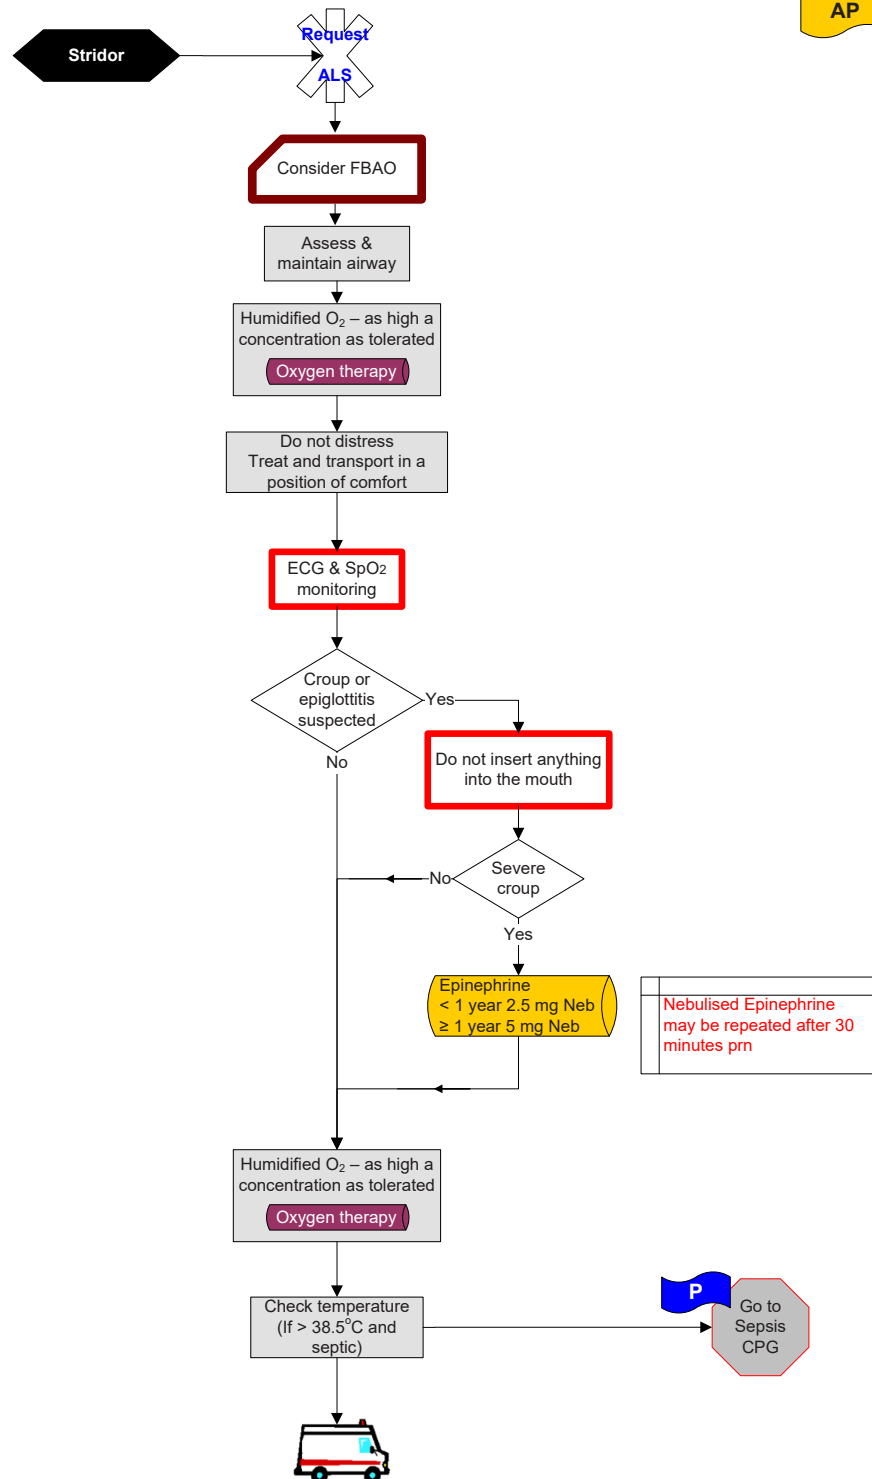 AP
Stridor
Request
ALS
Consider FBAO
Assess &
maintain airway
Humidified O₂ – as high a
concentration as tolerated
Oxygen therapy
Do not distress
Treat and transport in a
position of comfort
ECG & SpO₂
monitoring
Croup or
epiglottitis
suspected
Yes
No
Do not insert anything
into the mouth
Severe
croup
No
Yes
Epinephrine
< 1 year 2.5 mg Neb
≥ 1 year 5 mg Neb
Nebulised Epinephrine
may be repeated after 30
minutes prn
Humidified O₂ – as high a
concentration as tolerated
Oxygen therapy
Check temperature
(If > 38.5°C and
septic)
P
Go to
Sepsis
CPG